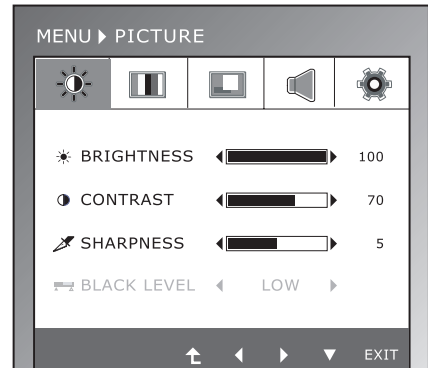 MENU PICTURE
BRIGHTNESS 100
CONTRAST 70
SHARPNESS 5
BLACK LEVEL LOW
EXIT